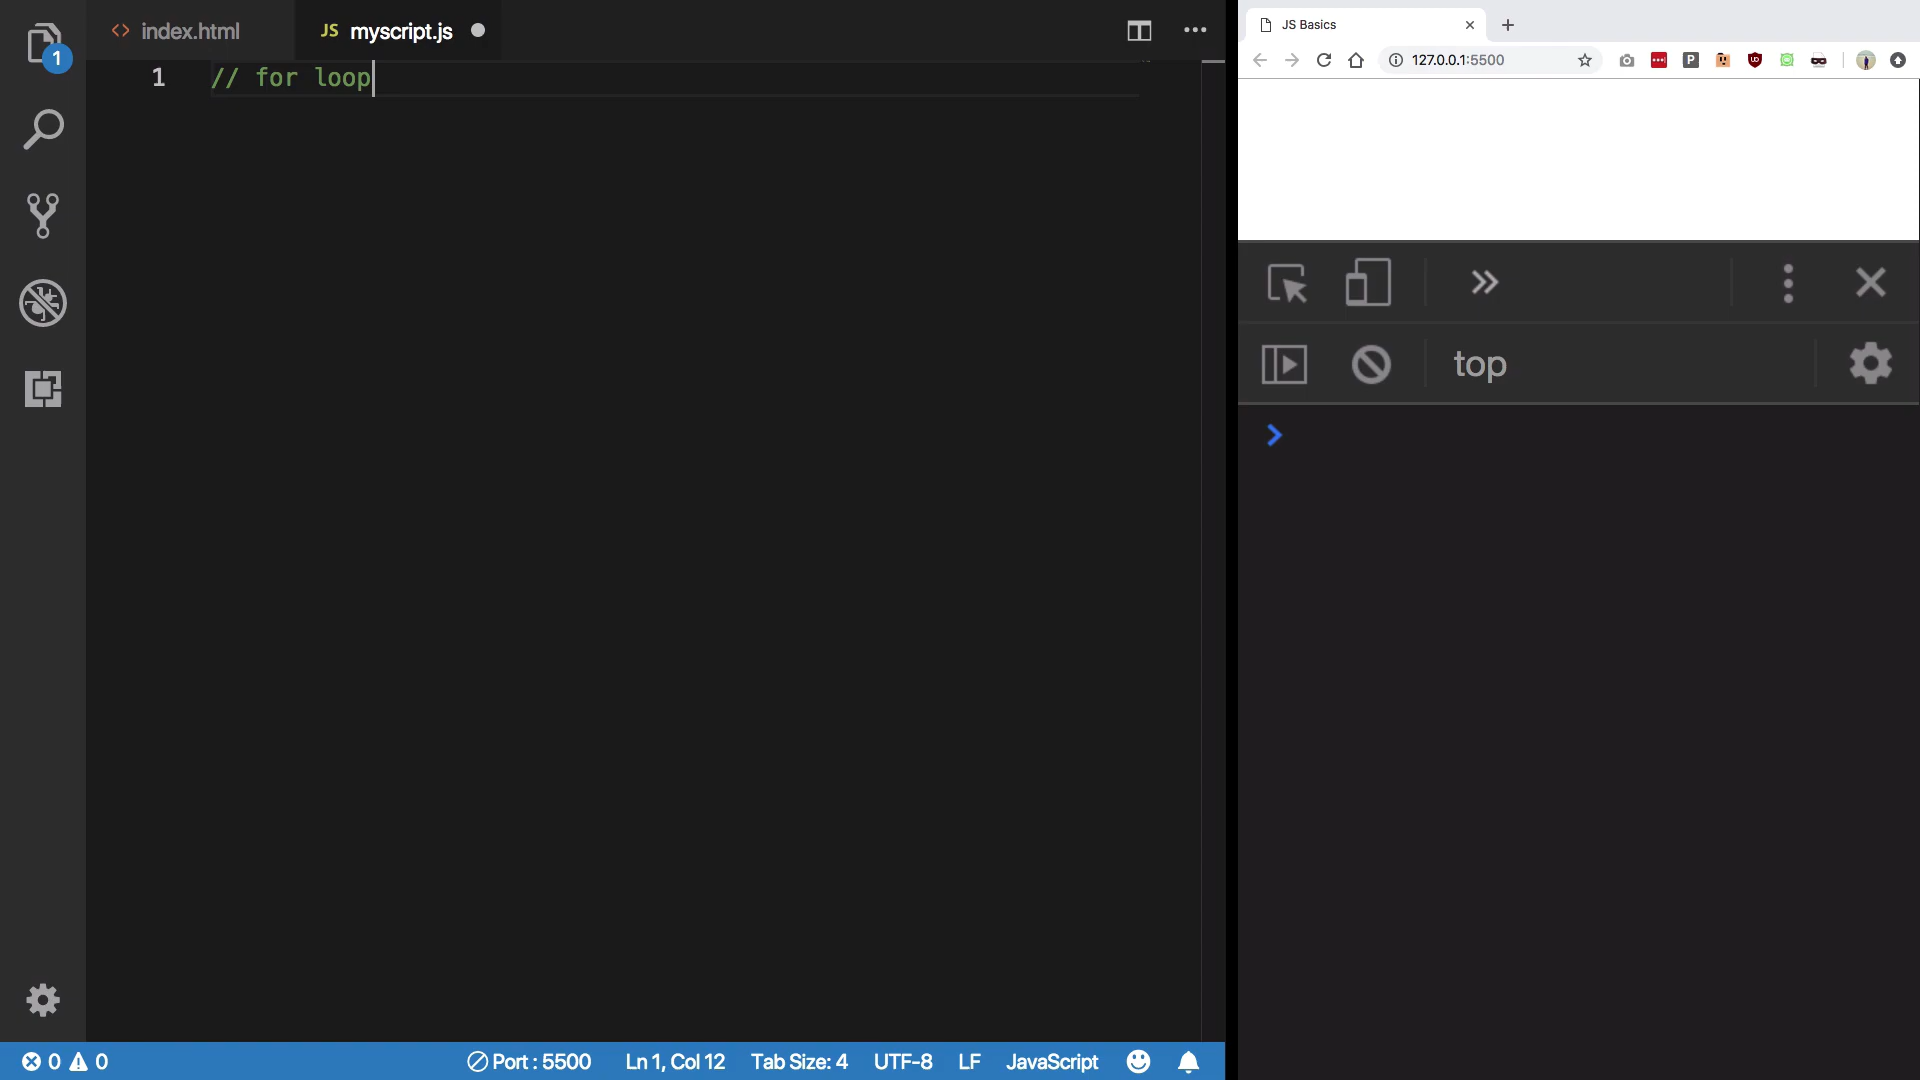 1
index.html
JS myscript.js
1 // for loop
0 0
Port : 5500
Ln 1, Col 12
Tab Size: 4
UTF-8
LF
JavaScript
JS Basics
127.0.0.1:5500
P
top